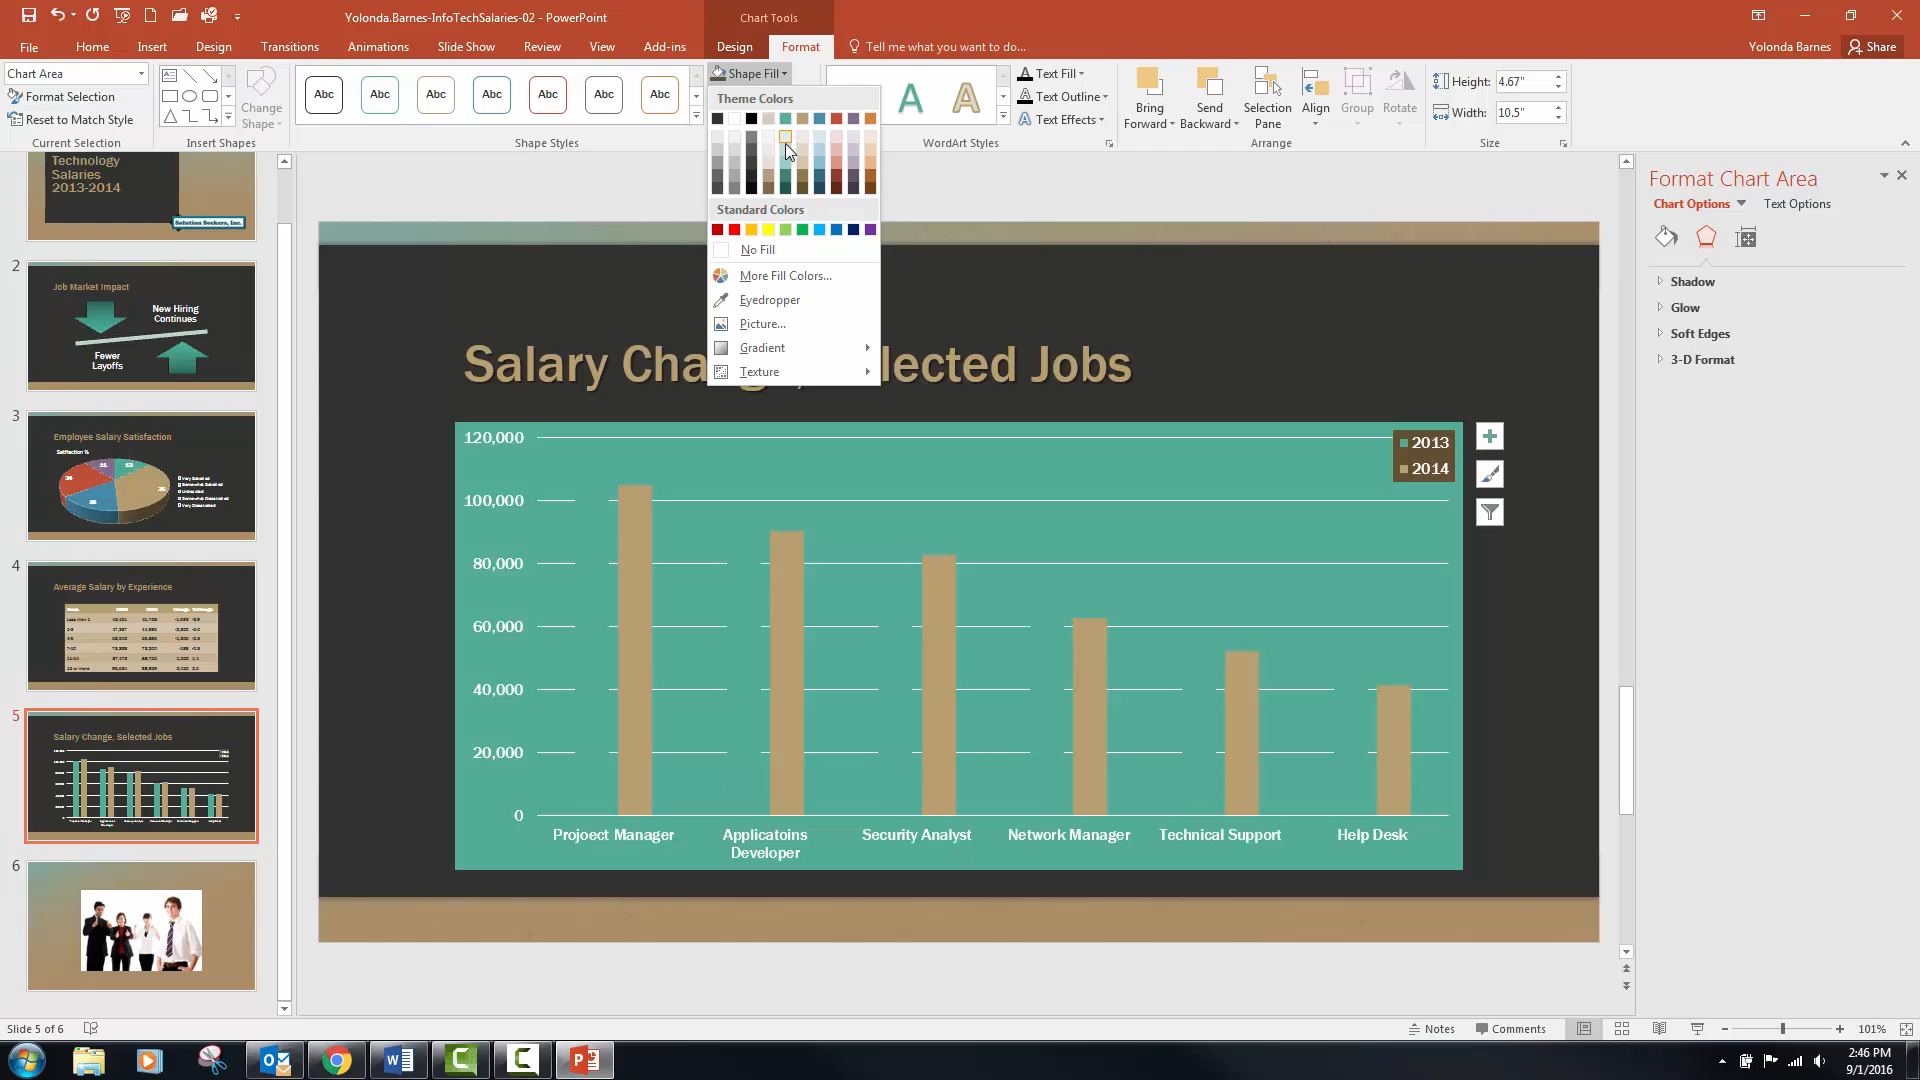 Yolonda.Barnes-InfoTechSalaries-02 - PowerPoint
Chart Tools
File Home Insert Design Transitions Animations Slide Show Review View Add-ins Design Format Tell me what you want to do... Yolonda Barnes Share
Chart Area
Format Selection
Reset to Match Style
Current Selection
Change
Shape
Insert Shapes
Abc Abc Abc Abc Abc Abc Abc
Shape Styles
Shape Fill
Theme Colors
Standard Colors
No Fill
More Fill Colors...
Eyedropper
Picture...
Gradient
Texture
A A
WordArt Styles
Text Fill
Text Outline
Text Effects
Bring
Forward
Send
Backward
Selection
Pane
Align
Group
Rotate
Arrange
Height: 4.67"
Width: 10.5"
Size
Technology
Salaries
2013-2014
Solution Seekers, Inc.
2
Job Market Impact
New Hiring
Continues
Fewer
Layoffs
3
Employee Salary Satisfaction
4
Average Salary by Experience
5
Salary Change, Selected Jobs
6
Salary Cha
lected Jobs
120,000
100,000
80,000
60,000
40,000
20,000
0
2013
2014
Projoect Manager
Applicatoins
Developer
Security Analyst
Network Manager
Technical Support
Help Desk
Format Chart Area
Chart Options Text Options
Shadow
Glow
Soft Edges
3-D Format
Slide 5 of 6
Notes Comments 101%
2:46 PM
9/1/2016